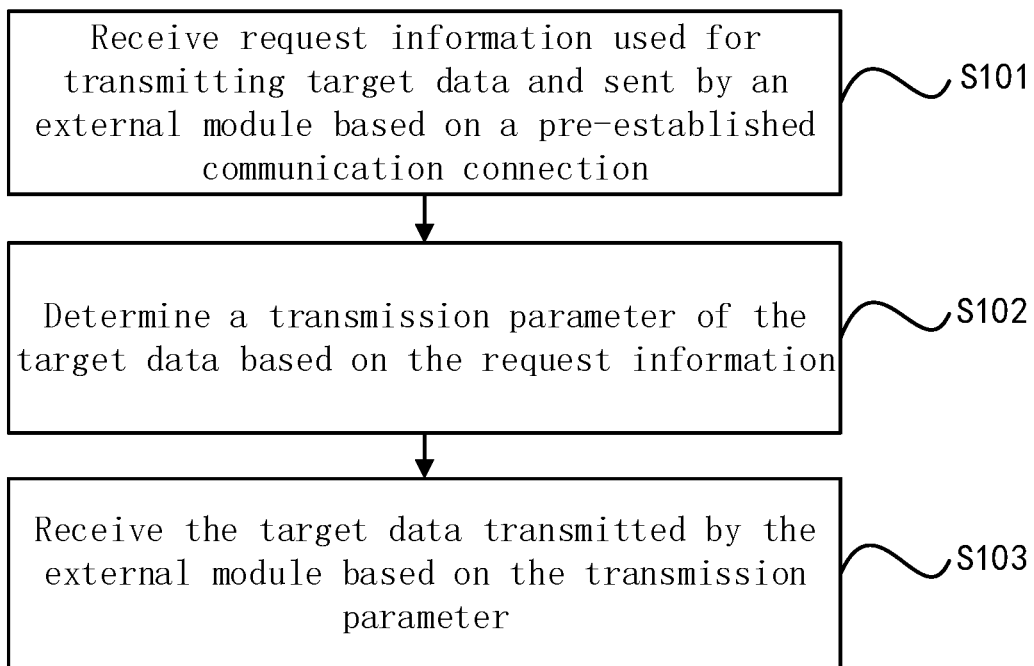 Receive request information used for
transmitting target data and sent by an
external module based on a pre-established
communication connection
S101
Determine a transmission parameter of the
target data based on the request information
S102
Receive the target data transmitted by the
external module based on the transmission
parameter
S103